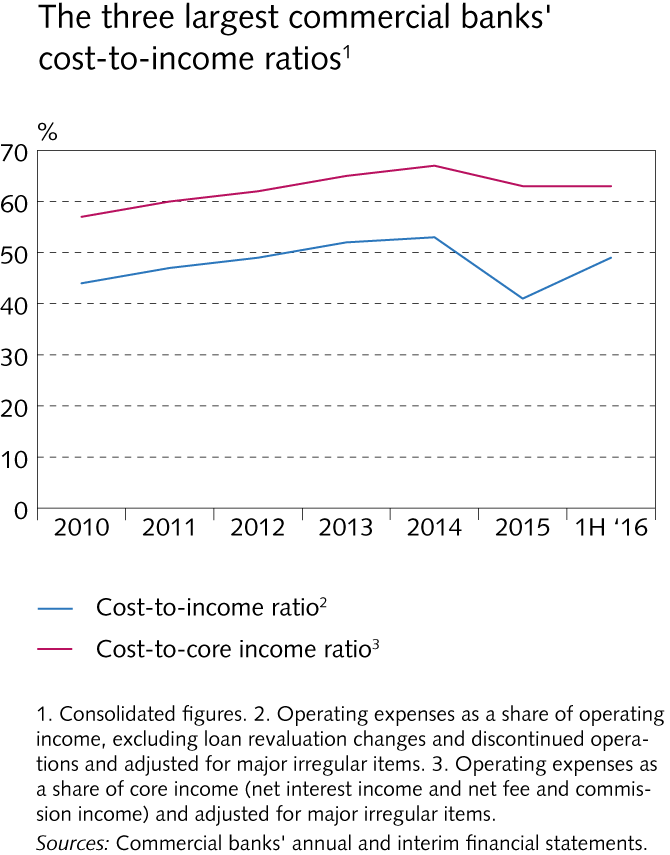 The three largest commercial banks'
cost-to-income ratios¹
%
70
60
50
40
30
20
10
0
2010 2011 2012 2013 2014 2015 1H ‘16
Cost-to-income ratio²
Cost-to-core income ratio³
1. Consolidated figures. 2. Operating expenses as a share of operating
income, excluding loan revaluation changes and discontinued opera-
tions and adjusted for major irregular items. 3. Operating expenses as
a share of core income (net interest income and net fee and commis-
sion income) and adjusted for major irregular items.
Sources: Commercial banks' annual and interim financial statements.